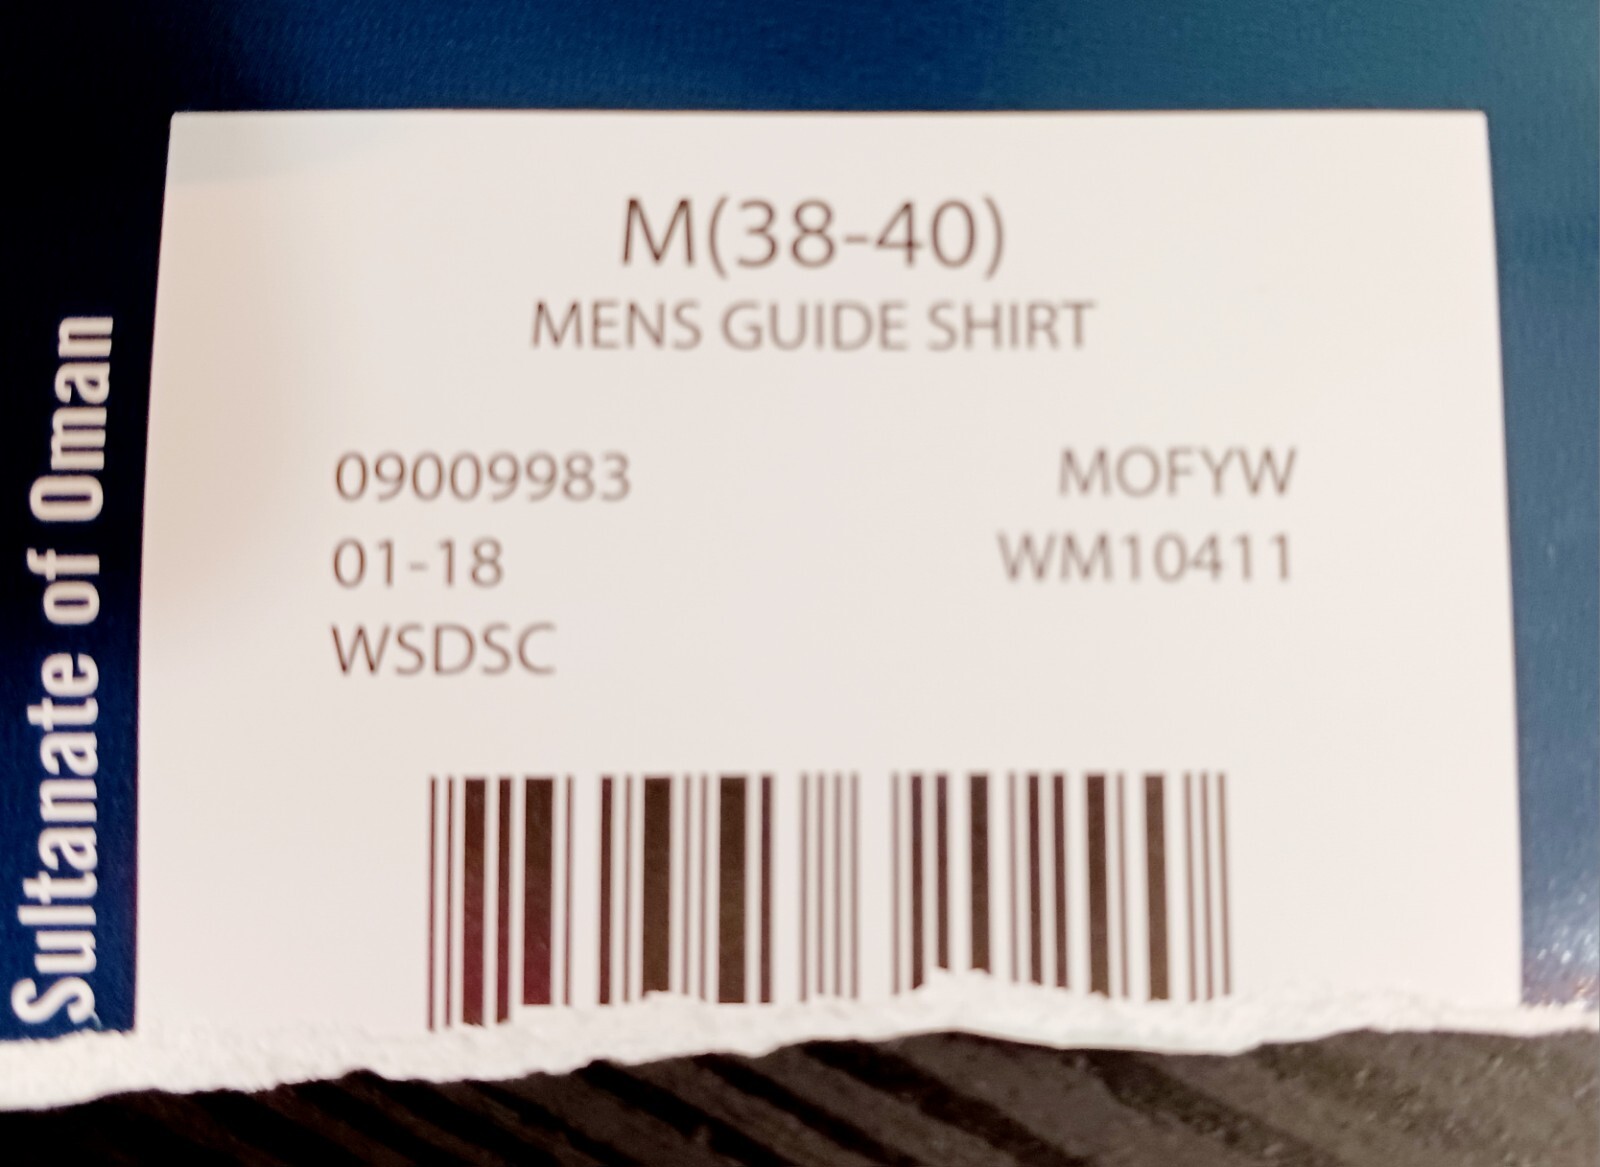 M(38-40)
MENS GUIDE SHIRT
09009983
MOFYW
01-18
WM10411
WSDSC
Sultanate of Oman